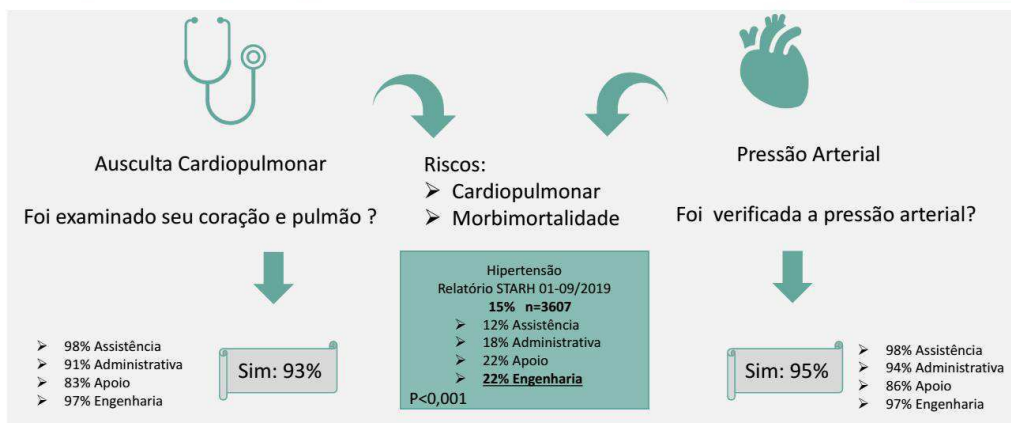 Ausculta Cardiopulmonar
Foi examinado seu coração e pulmão ?
➢ 98% Assistência
➢ 91% Administrativa
➢ 83% Apoio
➢ 97% Engenharia
Sim: 93%
Riscos:
➢ Cardiopulmonar
➢ Morbimortalidade
Hipertensão
Relatório STARH 01-09/2019
15% n=3607
➢ 12% Assistência
➢ 18% Administrativa
➢ 22% Apoio
➢ 22% Engenharia
P<0,001
Pressão Arterial
Foi verificada a pressão arterial?
Sim: 95%
➢ 98% Assistência
➢ 94% Administrativa
➢ 86% Apoio
➢ 97% Engenharia